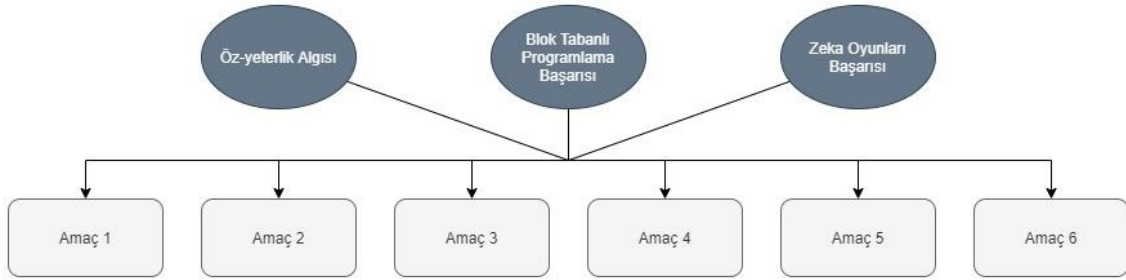 Öz-yeterlik Algısı
Blok Tabanlı
Programlama
Başarısı
Zeka Oyunları
Başarısı
Amaç 1
Amaç 2
Amaç 3
Amaç 4
Amaç 5
Amaç 6